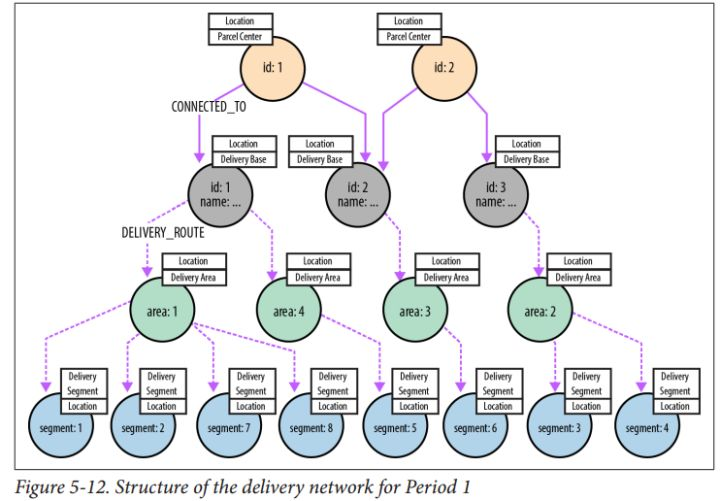 Location
Parcel Center
id: 1
Location
Parcel Center
id: 2
CONNECTED_TO
Location
Delivery Base
id: 1
name: ...
Location
Delivery Base
id: 2
name: ...
Location
Delivery Base
id: 3
name: ...
DELIVERY_ROUTE
Location
Delivery Area
area: 1
Location
Delivery Area
area: 4
Location
Delivery Area
area: 3
Location
Delivery Area
area: 2
Delivery
Segment
Location
segment: 1
Delivery
Segment
Location
segment: 2
Delivery
Segment
Location
segment: 7
Delivery
Segment
Location
segment: 8
Delivery
Segment
Location
segment: 5
Delivery
Segment
Location
segment: 6
Delivery
Segment
Location
segment: 3
Delivery
Segment
Location
segment: 4
Figure 5-12. Structure of the delivery network for Period 1